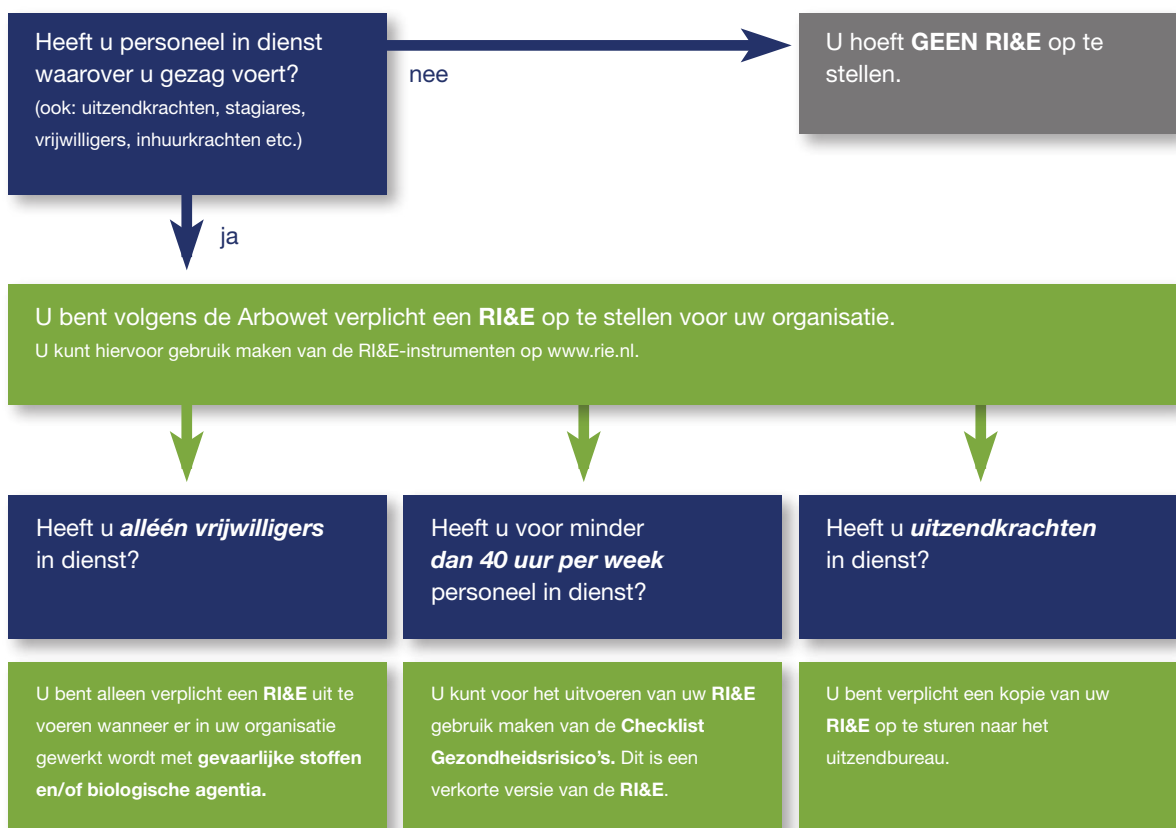 Heeft u personeel in dienst
waarover u gezag voert?
(ook: uitzendkrachten, stagiares,
vrijwilligers, inhuurkrachten etc.)
nee
U hoeft GEEN RI&E op te
stellen.
ja
U bent volgens de Arbowet verplicht een RI&E op te stellen voor uw organisatie.
U kunt hiervoor gebruik maken van de RI&E-instrumenten op www.rie.nl.
Heeft u alléén vrijwilligers
in dienst?
Heeft u voor minder
dan 40 uur per week
personeel in dienst?
Heeft u uitzendkrachten
in dienst?
U bent alleen verplicht een RI&E uit te
voeren wanneer er in uw organisatie
gewerkt wordt met gevaarlijke stoffen
en/of biologische agentia.
U kunt voor het uitvoeren van uw RI&E
gebruik maken van de Checklist
Gezondheidsrisico's. Dit is een
verkorte versie van de RI&E.
U bent verplicht een kopie van uw
RI&E op te sturen naar het
uitzendbureau.